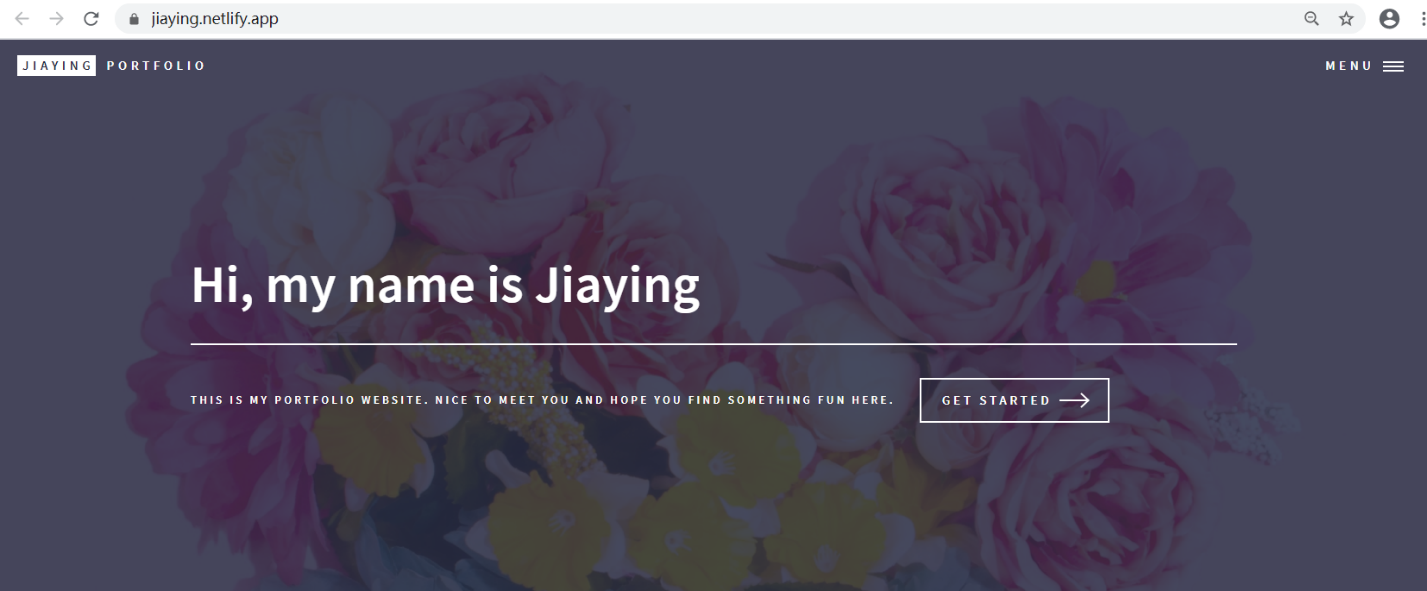 jiaying.netlify.app
JIAYING PORTFOLIO
MENU
Hi, my name is Jiaying
THIS IS MY PORTFOLIO WEBSITE. NICE TO MEET YOU AND HOPE YOU FIND SOMETHING FUN HERE.
GET STARTED